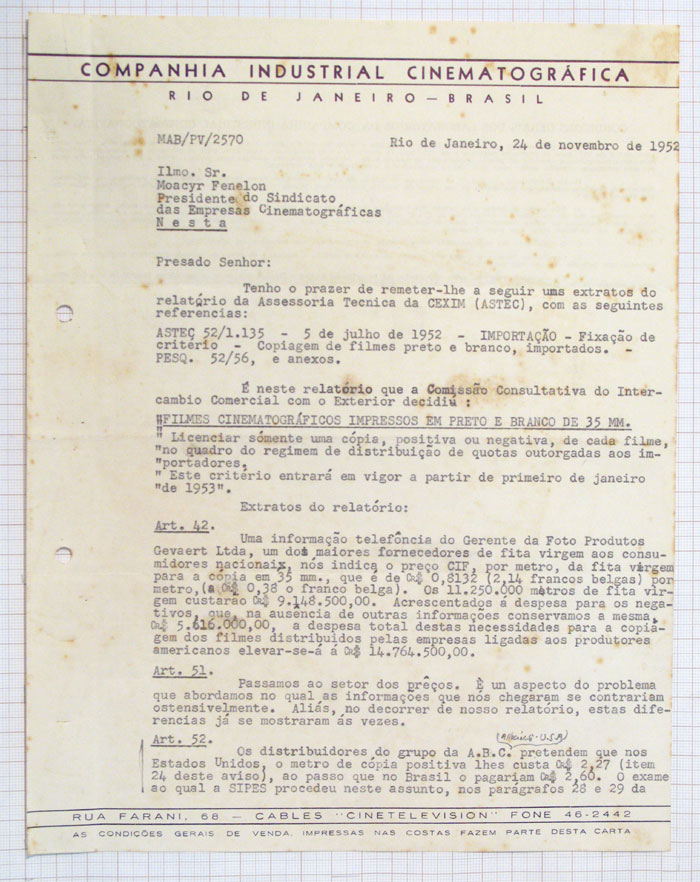 COMPANHIA INDUSTRIAL CINEMATOGRÁFICA
RIO DE JANEIRO — BRASIL
MAB/PV/2570
Rio de Janeiro, 24 de novembro de 1952
Ilmo. Sr.
Moacyr Fenelon
Presidente do Sindicato
das Empresas Cinematográficas
N e s t a
Presado Senhor:
Tenho o prazer de remeter-lhe a seguir uns extratos do
relatório da Assessoria Tecnica da CEXIM (ASTEC), com as seguintes
referencias:
ASTEC 52/1.135 - 5 de julho de 1952 - IMPORTAÇÃO - Fixação de
critério - Copiagem de filmes preto e branco, importados. -
PESQ. 52/56, e anexos.
É neste relatório que a Comissão Consultativa do Inter-
cambio Comercial com o Exterior decidiu :
"FILMES CINEMATOGRÁFICOS IMPRESSOS EM PRETO E BRANCO DE 35 MM.
" Licenciar sómente uma cópia, positiva ou negativa, de cada filme,
"no quadro do regimem de distribuição de quotas outorgadas aos im-
"portadores.
" Este critério entrará em vigor a partir de primeiro de janeiro
"de 1953".
Extratos do relatório:
Art. 42.
Uma informação telefônica do Gerente da Foto Produtos
Gevaert Ltda, um dos maiores fornecedores de fita virgem aos consu-
midores nacionais, nós indica o preço CIF, por metro, da fita virgem
para a cópia em 35 mm., que é de Cr$ 0,8132 (2,14 francos belgas) por
metro,(a Cr$ 0,38 o franco belga). Os 11.250.000 métros de fita vir-
gem custarão Cr$ 9.148.500,00. Acrescentados á despesa para os nega-
tivos, que, na ausencia de outras informações conservamos a mesma,
Cr$ 5.616.000,00, a despesa total destas necessidades para a copia-
gem dos filmes distribuidos pelas empresas ligadas aos produtores
americanos elevar-se-á á Cr$ 14.764.500,00.
Art. 51.
Passamos ao setor dos prêços. È un aspecto do problema
que abordamos no qual as informações que nós chegaram se contrariam
ostensivelmente. Aliás, no decorrer de nosso relatório, estas dife-
rencias já se mostraram ás vezes.
Art. 52.
Os distribuidores do grupo da A.B.C. pretendem que nos
Estados Unidos, o metro de cópia positiva lhes custa Cr$ 2,27 (item
24 deste aviso), ao passo que no Brasil o pagariam Cr$ 2,60. O exame
ao qual a SIPES procedeu neste assunto, nos parágrafos 28 e 29 da
RUA FARANI, 68 — CABLES "CINETELEVISION" FONE 46-2442
AS CONDIÇÕES GERAIS DE VENDA, IMPRESSAS NAS COSTAS FAZEM PARTE DESTA CARTA